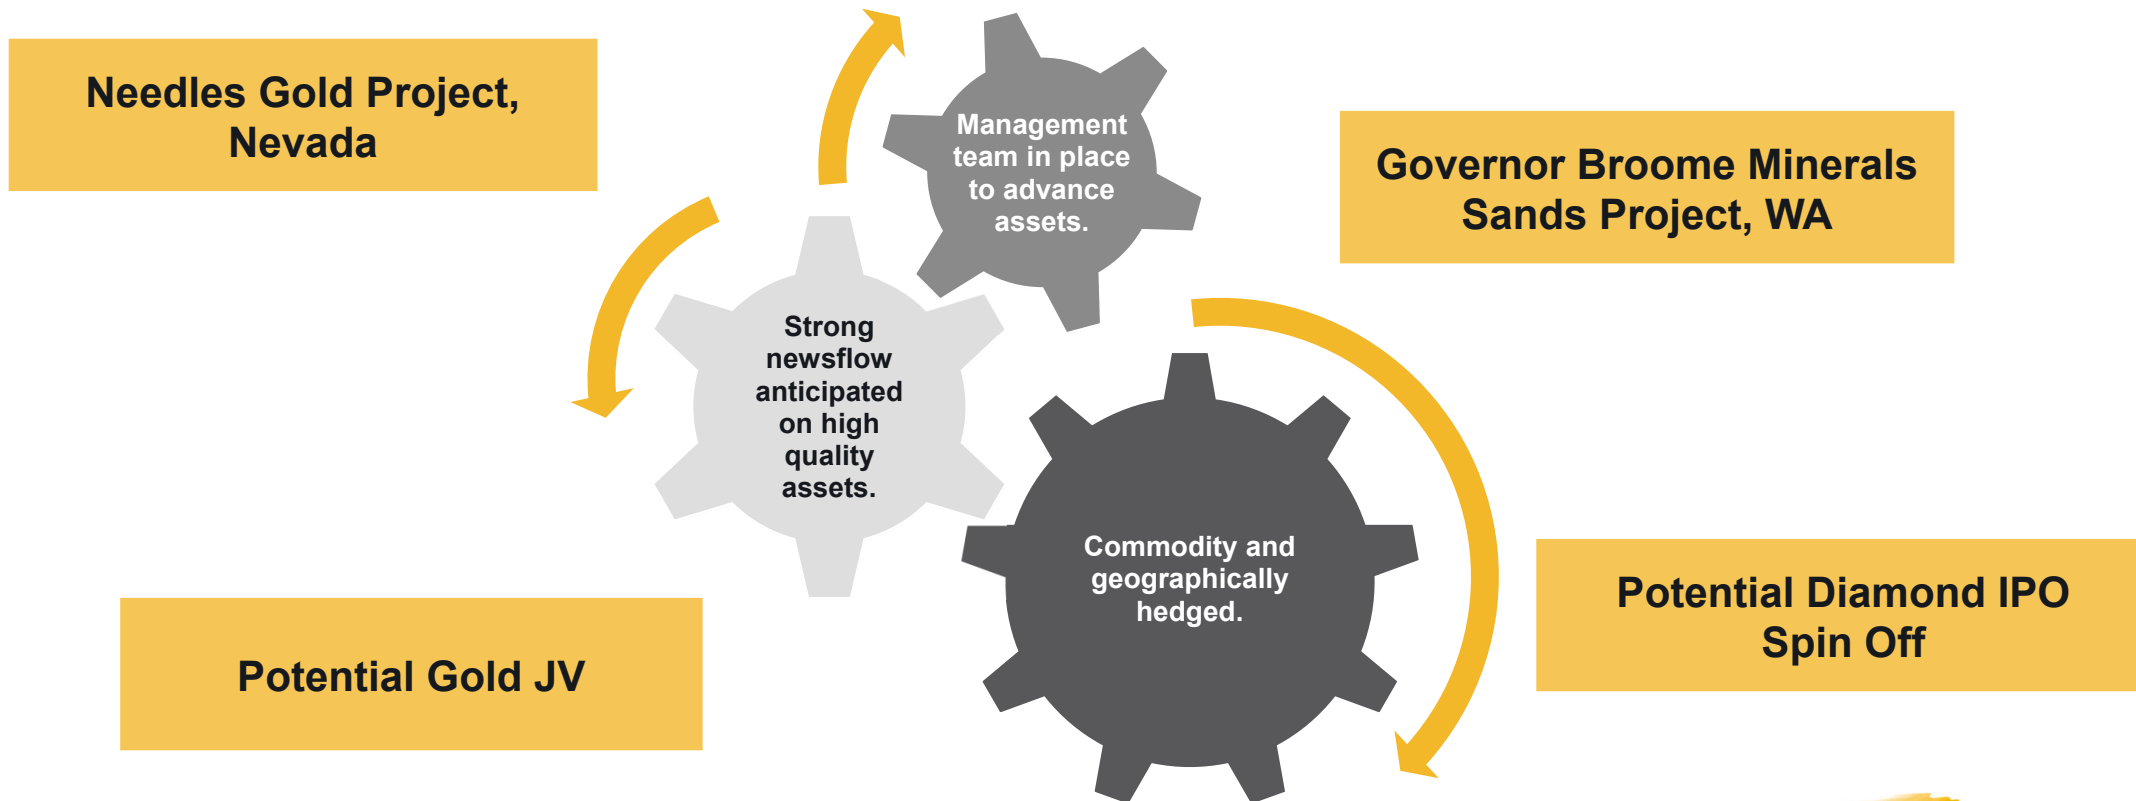 Needles Gold Project,
Nevada
Management
team in place
to advance
assets.
Governor Broome Minerals
Sands Project, WA
Strong
newsflow
anticipated
on high
quality
assets.
Commodity and
geographically
hedged.
Potential Gold JV
Potential Diamond IPO
Spin Off